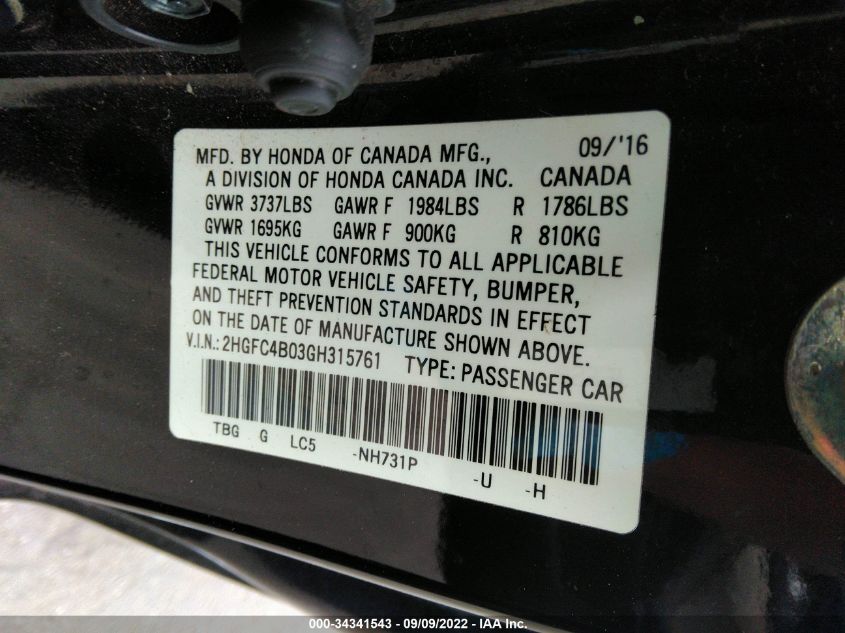 MFD. BY HONDA OF CANADA MFG., 09/'16
A DIVISION OF HONDA CANADA INC. CANADA
GVWR 3737LBS GAWR F 1984LBS R 1786LBS
GVWR 1695KG GAWR F 900KG R 810KG
THIS VEHICLE CONFORMS TO ALL APPLICABLE
FEDERAL MOTOR VEHICLE SAFETY, BUMPER,
AND THEFT PREVENTION STANDARDS IN EFFECT
ON THE DATE OF MANUFACTURE SHOWN ABOVE.
V.I.N.: 2HGFC4B03GH315761 TYPE: PASSENGER CAR
TBG G LC5 -NH731P -U -H
000-34341543 - 09/09/2022 - IAA Inc.